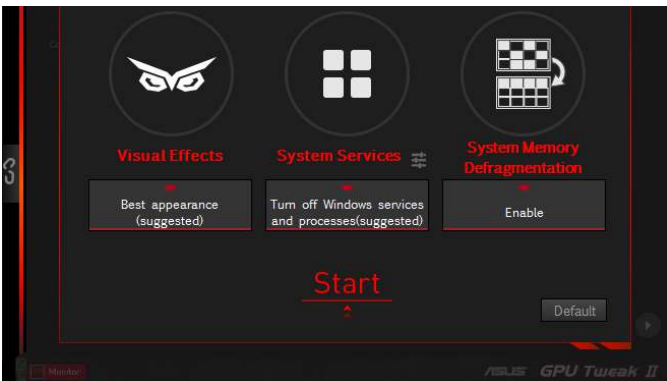 Visual Effects
System Services
System Memory
Defragmentation
Best appearance
(suggested)
Turn off Windows services
and processes(suggested)
Enable
Start
Default
Monitor
ASUS GPU Tweak II